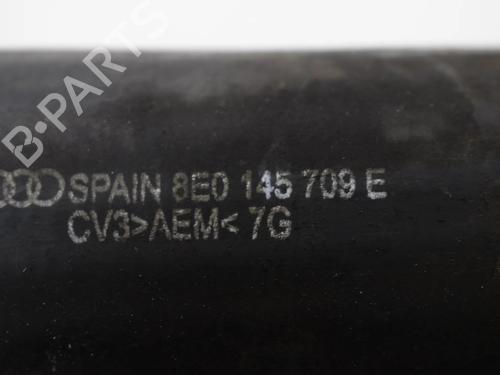 B·PARTS
SPAIN 8E0 145 709 E
CV3>AEM< 7G